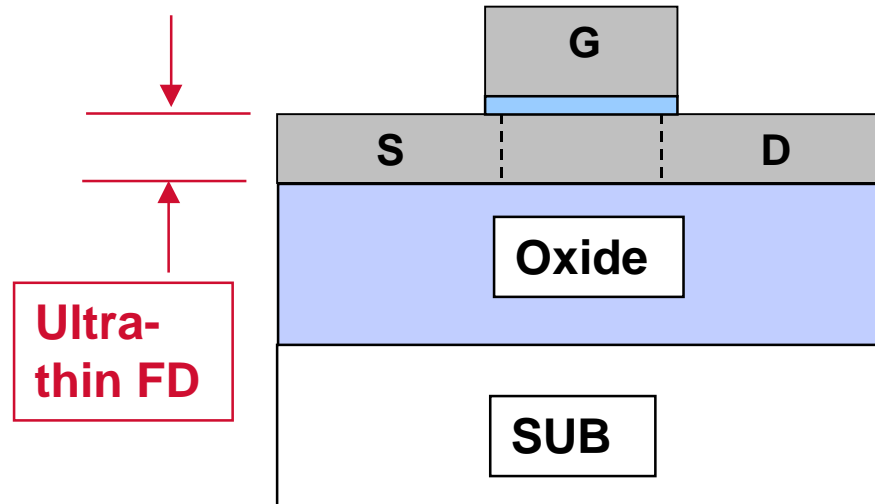 G
S
D
Oxide
Ultra-
thin FD
SUB